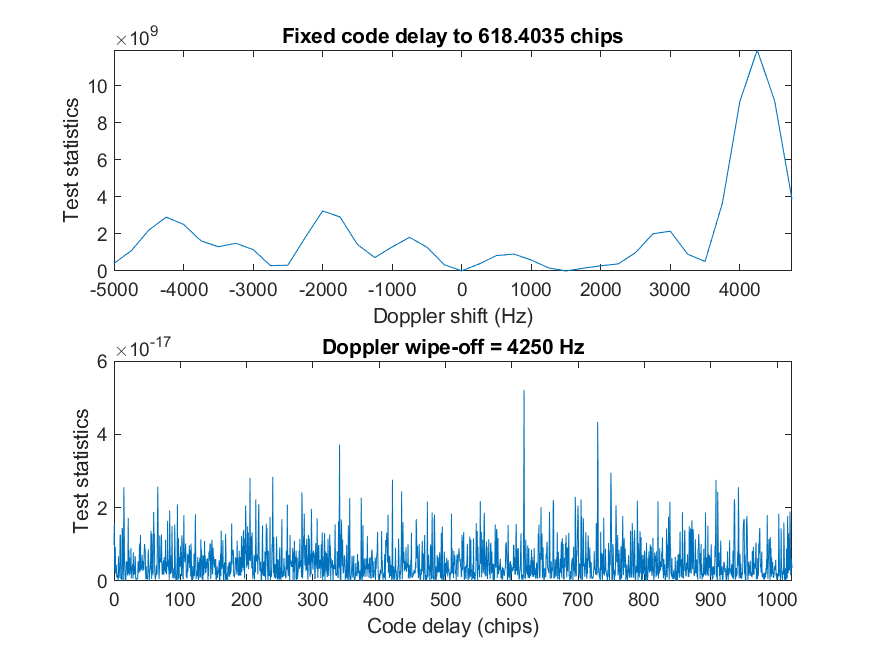 ×10^9
Fixed code delay to 618.4035 chips
Test statistics
10
8
6
4
2
0
-5000 -4000 -3000 -2000 -1000 0 1000 2000 3000 4000
Doppler shift (Hz)
×10^-17
Doppler wipe-off = 4250 Hz
Test statistics
6
4
2
0
0 100 200 300 400 500 600 700 800 900 1000
Code delay (chips)